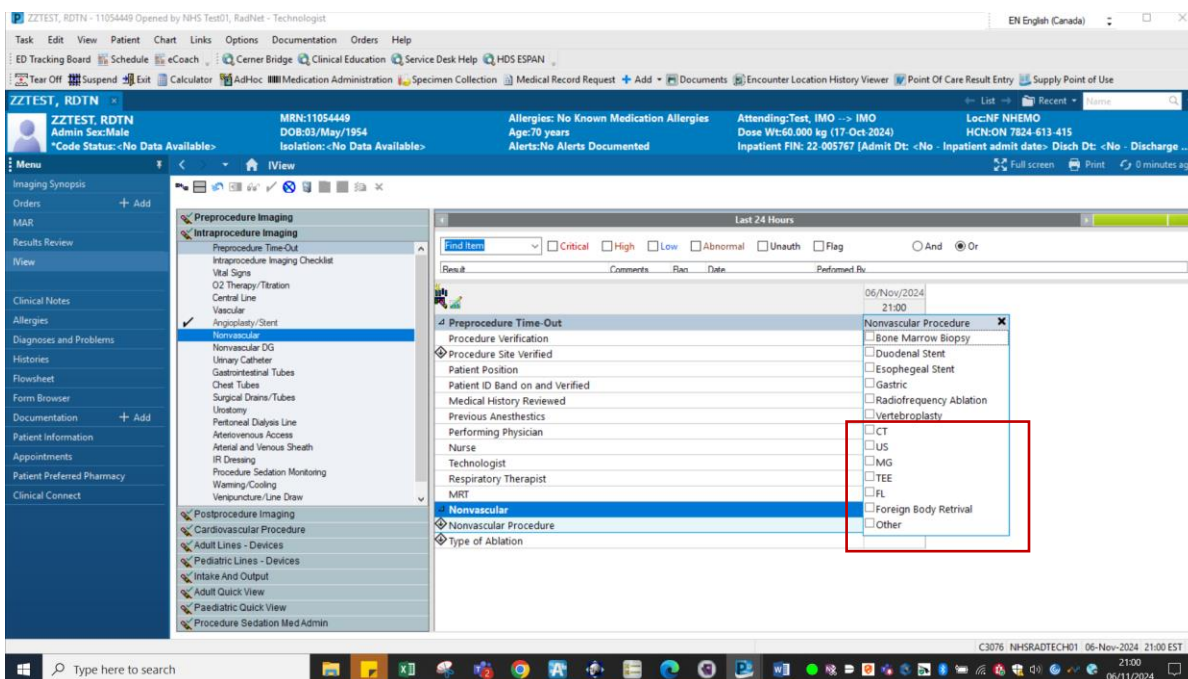 ZZTEST, RDTN - 11054449 Opened by NHS Test01, RadNet - Technologist
EN English (Canada)
Task Edit View Patient Chart Links Options Documentation Orders Help
ED Tracking Board Schedule eCoach Cerner Bridge Clinical Education Service Desk Help HDS ESPAN
Tear Off Suspend Exit Calculator AdHoc Medication Administration Specimen Collection Medical Record Request Add Documents Encounter Location History Viewer Point Of Care Result Entry Supply Point of Use
ZZTEST, RDTN List Recent Name
ZZTEST, RDTN MRN:11054449 Allergies: No Known Medication Allergies Attending:Test, IMO --> IMO Loc:NF NHEMO
Admin Sex:Male DOB:03/May/1954 Age:70 years Dose Wt:60.000 kg (17-Oct-2024) HCN:ON 7824-613-415
*Code Status:<No Data Available> Isolation:<No Data Available> Alerts:No Alerts Documented Inpatient FIN: 22-005767 [Admit Dt: <No - Inpatient admit date> Disch Dt: <No - Discharge ..
Menu IView Full screen Print 0 minutes ag
Imaging Synopsis
Orders + Add
MAR
Results Review
IView
Clinical Notes
Allergies
Diagnoses and Problems
Histories
Flowsheet
Form Browser
Documentation + Add
Patient Information
Appointments
Patient Preferred Pharmacy
Clinical Connect
Preprocedure Imaging
Intraprocedure Imaging
Preprocedure Time-Out
Intraprocedure Imaging Checklist
Vital Signs
O2 Therapy/Titration
Central Line
Vascular
Angioplasty/Stent
Nonvascular
Nonvascular DG
Urinary Catheter
Gastrointestinal Tubes
Chest Tubes
Surgical Drains/Tubes
Urostomy
Peritoneal Dialysis Line
Arteriovenous Access
Arterial and Venous Sheath
IR Dressing
Procedure Sedation Monitoring
Warming/Cooling
Venipuncture/Line Draw
Postprocedure Imaging
Cardiovascular Procedure
Adult Lines - Devices
Pediatric Lines - Devices
Intake And Output
Adult Quick View
Paediatric Quick View
Procedure Sedation Med Admin
Last 24 Hours
Find Item Critical High Low Abnormal Unauth Flag And Or
Result Comments Flag Date Performed By
06/Nov/2024
21:00
Preprocedure Time-Out
Procedure Verification
Procedure Site Verified
Patient Position
Patient ID Band on and Verified
Medical History Reviewed
Previous Anesthestics
Performing Physician
Nurse
Technologist
Respiratory Therapist
MRT
Nonvascular
Nonvascular Procedure
Type of Ablation
Nonvascular Procedure X
Bone Marrow Biopsy
Duodenal Stent
Esophegeal Stent
Gastric
Radiofrequency Ablation
Vertebroplasty
CT
US
MG
TEE
FL
Foreign Body Retrival
Other
C3076 NHSRADTECH01 06-Nov-2024 21:00 EST
Type here to search
21:00
06/11/2024